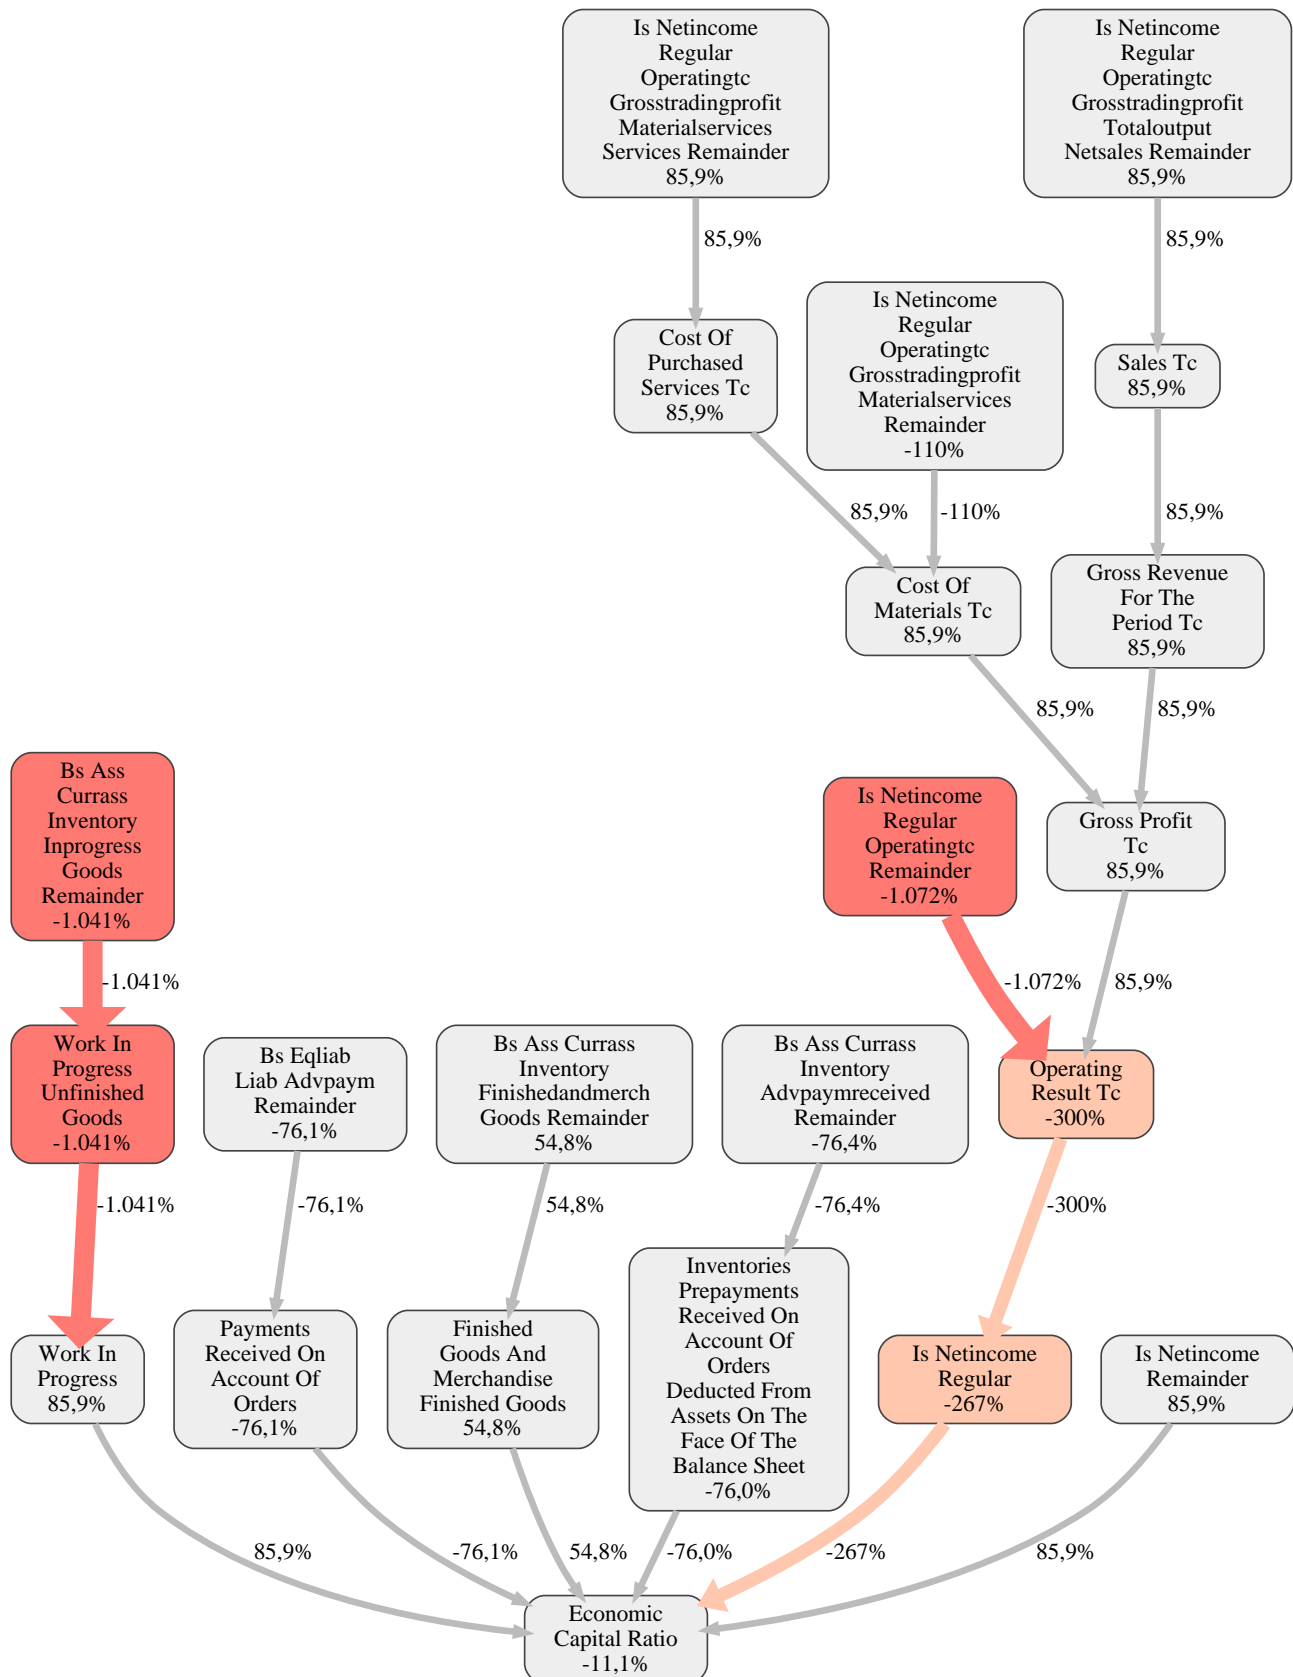 Is Netincome
Regular
Operatingtc
Grosstradingprofit
Materialservices
Services Remainder
85,9%
Is Netincome
Regular
Operatingtc
Grosstradingprofit
Totaloutput
Netsales Remainder
85,9%
85,9%
85,9%
Cost Of
Purchased
Services Tc
85,9%
Is Netincome
Regular
Operatingtc
Grosstradingprofit
Materialservices
Remainder
-110%
Sales Tc
85,9%
85,9%
-110%
85,9%
Cost Of
Materials Tc
85,9%
Gross Revenue
For The
Period Tc
85,9%
85,9%
85,9%
Bs Ass
Currass
Inventory
Inprogress
Goods
Remainder
-1.041%
Is Netincome
Regular
Operatingtc
Remainder
-1.072%
Gross Profit
Tc
85,9%
-1.041%
-1.072%
85,9%
Work In
Progress
Unfinished
Goods
-1.041%
Bs Eqliab
Liab Advpaym
Remainder
-76,1%
Bs Ass Currass
Inventory
Finishedandmerch
Goods Remainder
54,8%
Bs Ass Currass
Inventory
Advpaymreceived
Remainder
-76,4%
Operating
Result Tc
-300%
-1.041%
-76,1%
54,8%
-76,4%
-300%
Work In
Progress
85,9%
Payments
Received On
Account Of
Orders
-76,1%
Finished
Goods And
Merchandise
Finished Goods
54,8%
Inventories
Prepayments
Received On
Account Of
Orders
Deducted From
Assets On The
Face Of The
Balance Sheet
-76,0%
Is Netincome
Regular
-267%
Is Netincome
Remainder
85,9%
85,9%
-76,1%
54,8%
-76,0%
-267%
85,9%
Economic
Capital Ratio
-11,1%